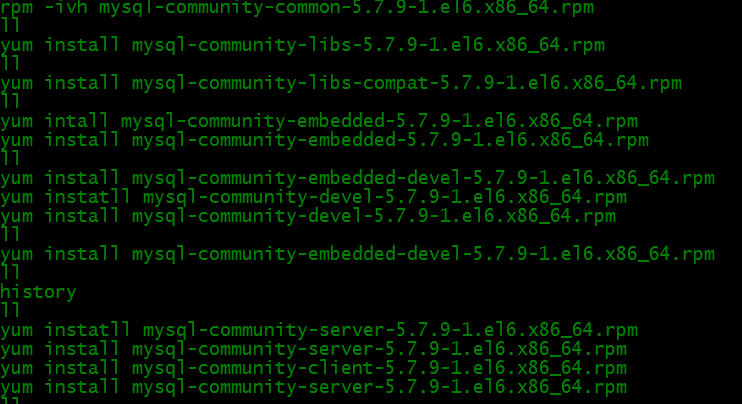 rpm -ivh mysql-community-common-5.7.9-1.el6.x86_64.rpm
ll
yum install mysql-community-libs-5.7.9-1.el6.x86_64.rpm
ll
yum install mysql-community-libs-compat-5.7.9-1.el6.x86_64.rpm
ll
yum intall mysql-community-embedded-5.7.9-1.el6.x86_64.rpm
yum install mysql-community-embedded-5.7.9-1.el6.x86_64.rpm
ll
yum install mysql-community-embedded-devel-5.7.9-1.el6.x86_64.rpm
yum instatll mysql-community-devel-5.7.9-1.el6.x86_64.rpm
yum install mysql-community-devel-5.7.9-1.el6.x86_64.rpm
ll
yum install mysql-community-embedded-devel-5.7.9-1.el6.x86_64.rpm
ll
history
ll
yum instatll mysql-community-server-5.7.9-1.el6.x86_64.rpm
yum install mysql-community-server-5.7.9-1.el6.x86_64.rpm
yum install mysql-community-client-5.7.9-1.el6.x86_64.rpm
yum install mysql-community-server-5.7.9-1.el6.x86_64.rpm
ll